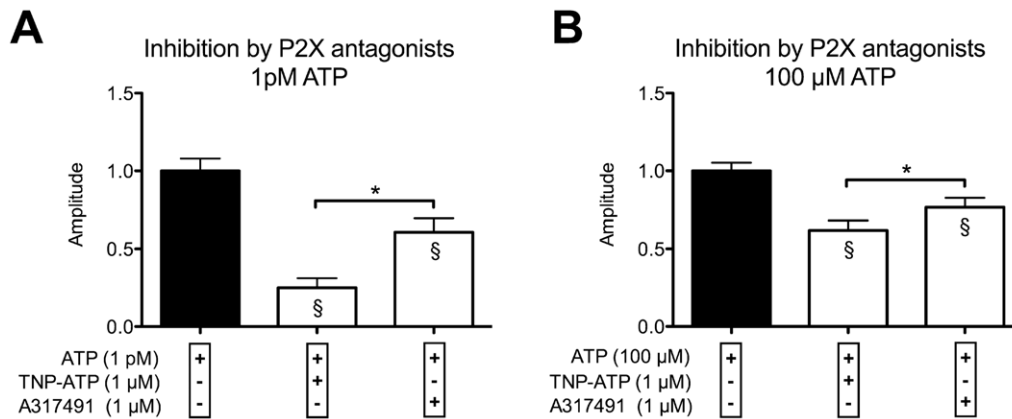 A
Inhibition by P2X antagonists
1pM ATP
1.5
1.0
0.5
0.0
Amplitude
*
§
§
ATP (1 pM) + + +
TNP-ATP (1 µM) - + -
A317491 (1 µM) - - +
B
Inhibition by P2X antagonists
100 µM ATP
1.5
1.0
0.5
0.0
Amplitude
*
§
§
ATP (100 µM) + + +
TNP-ATP (1 µM) - + -
A317491 (1 µM) - - +